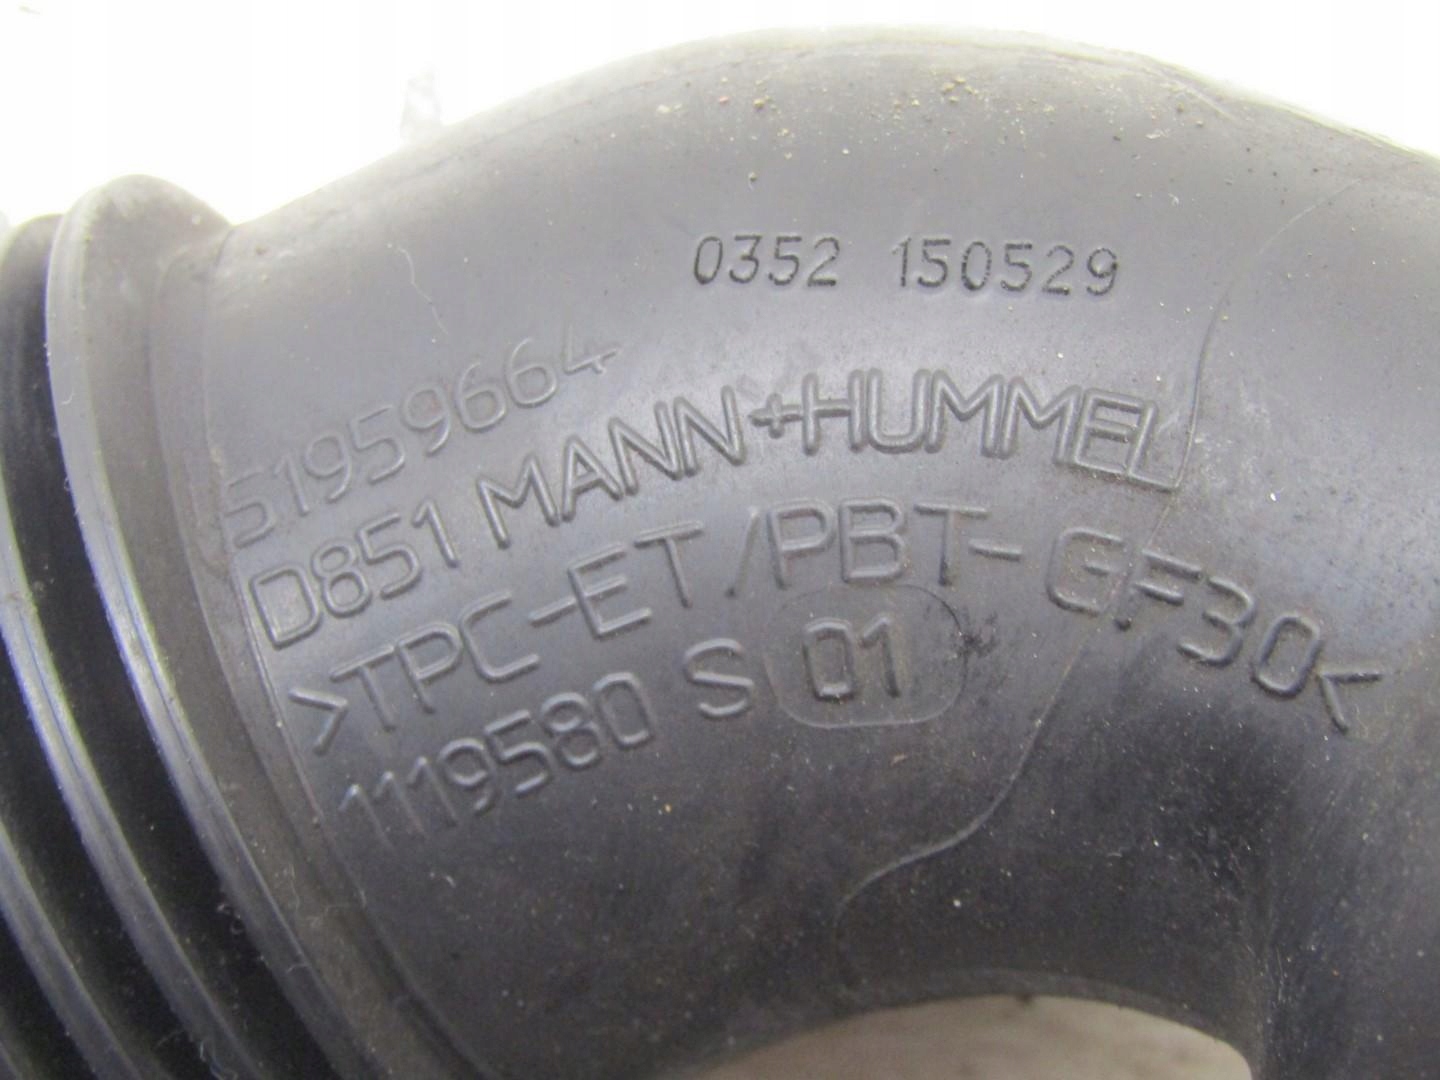 0352 150529
51959664
D851 MANN+HUMMEL
>TPC-ET/PBT-GF30<
1119580 S 01